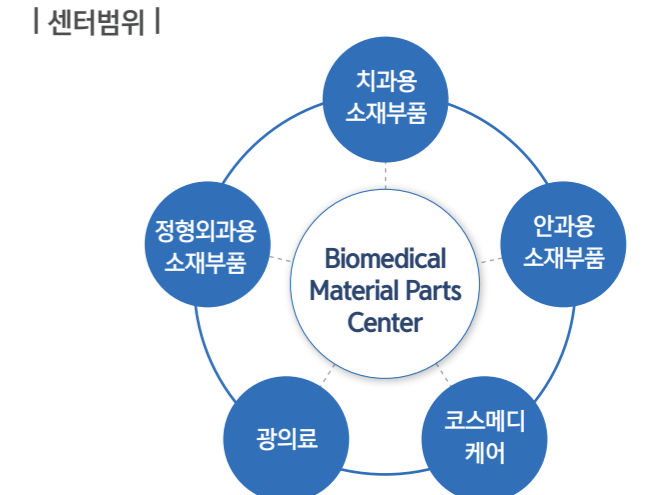 | 센터범위 |
치과용
소재부품
정형외과용
소재부품
안과용
소재부품
Biomedical
Material Parts
Center
광의료
코스메디
케어